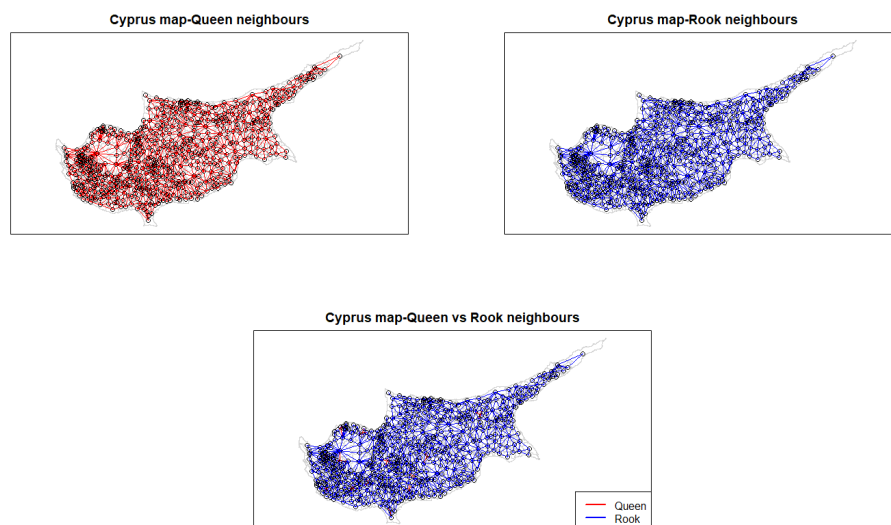 Cyprus map-Queen neighbours
Cyprus map-Rook neighbours
Cyprus map-Queen vs Rook neighbours
Queen
Rook